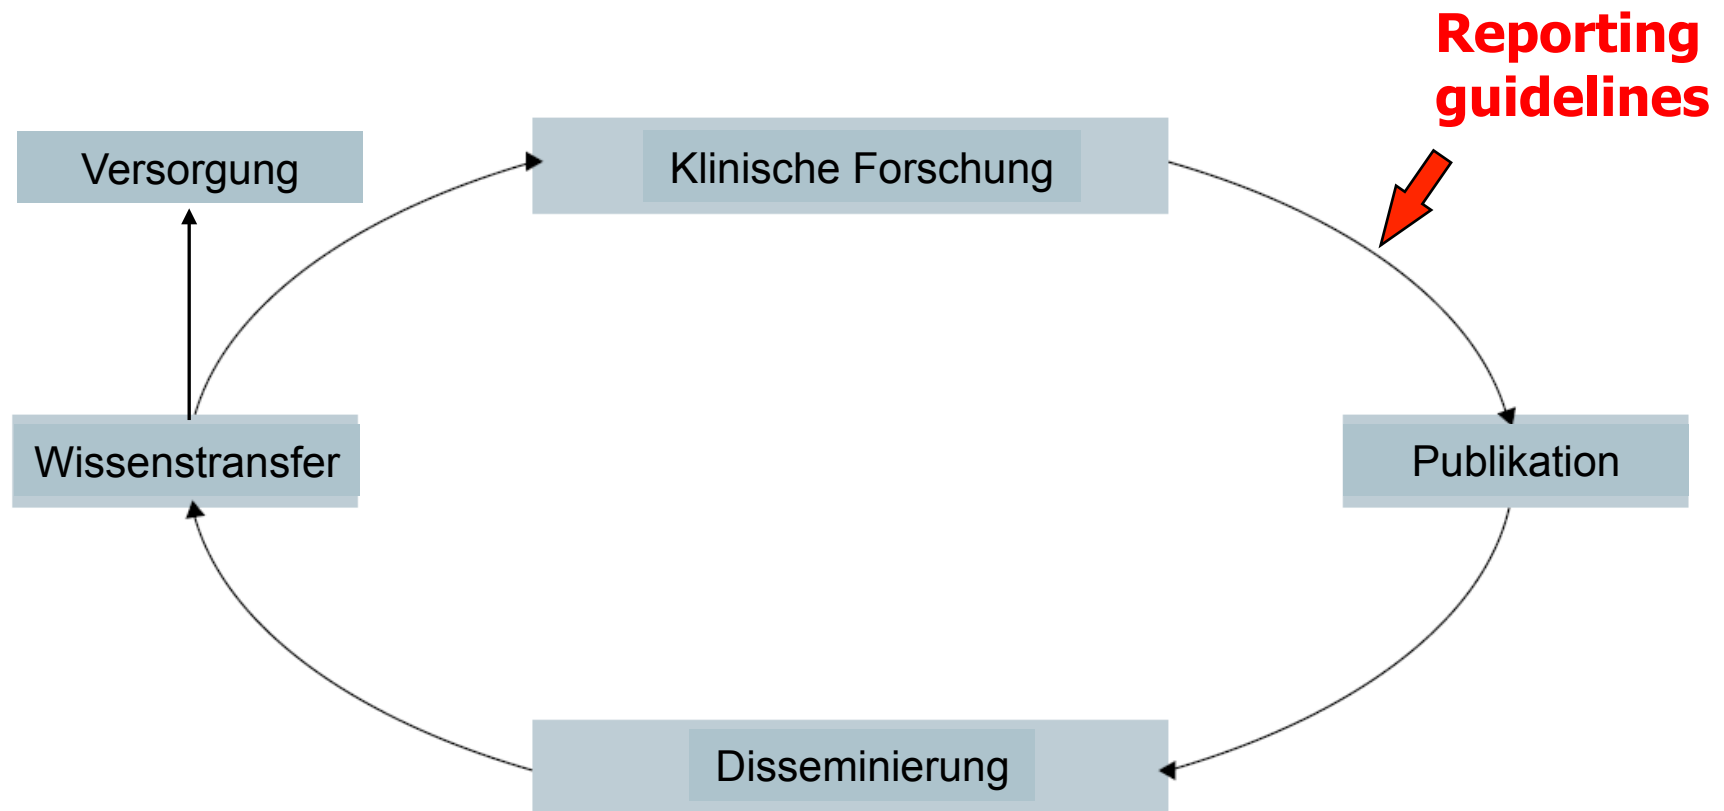 Reporting
guidelines
Versorgung
Klinische Forschung
Wissenstransfer
Publikation
Disseminierung